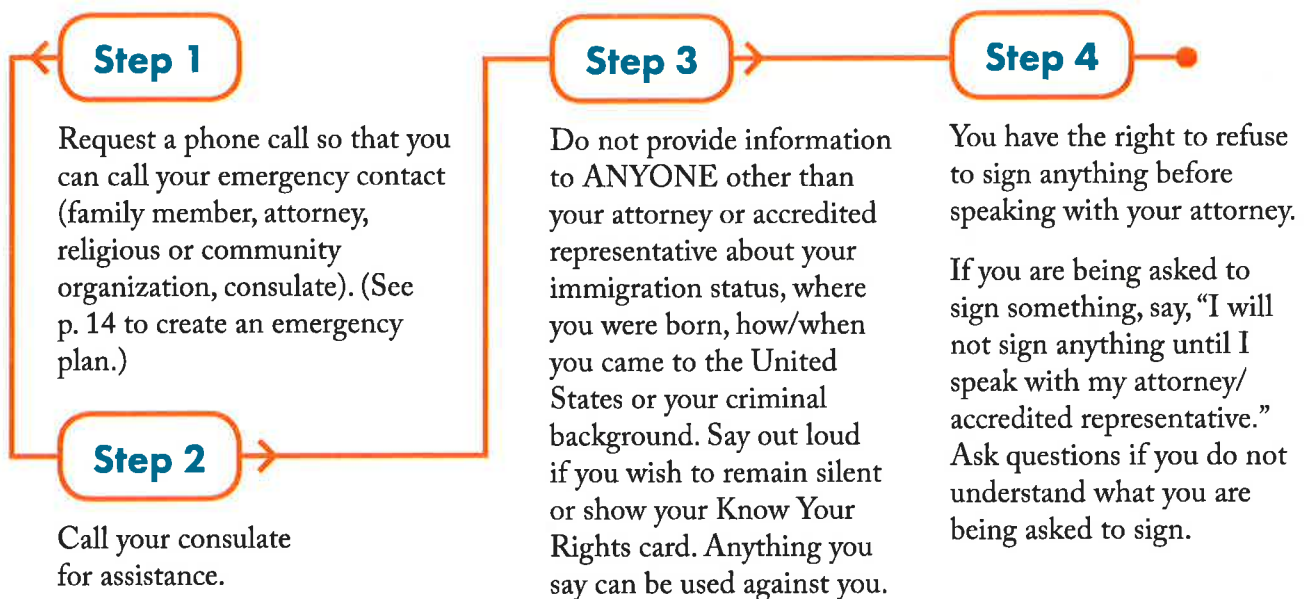 Step 1
Request a phone call so that you
can call your emergency contact
(family member, attorney,
religious or community
organization, consulate). (See
p. 14 to create an emergency
plan.)
Step 2
Call your consulate
for assistance.
Step 3
Do not provide information
to ANYONE other than
your attorney or accredited
representative about your
immigration status, where
you were born, how/when
you came to the United
States or your criminal
background. Say out loud
if you wish to remain silent
or show your Know Your
Rights card. Anything you
say can be used against you.
Step 4
You have the right to refuse
to sign anything before
speaking with your attorney.
If you are being asked to
sign something, say, “I will
not sign anything until I
speak with my attorney/
accredited representative.”
Ask questions if you do not
understand what you are
being asked to sign.